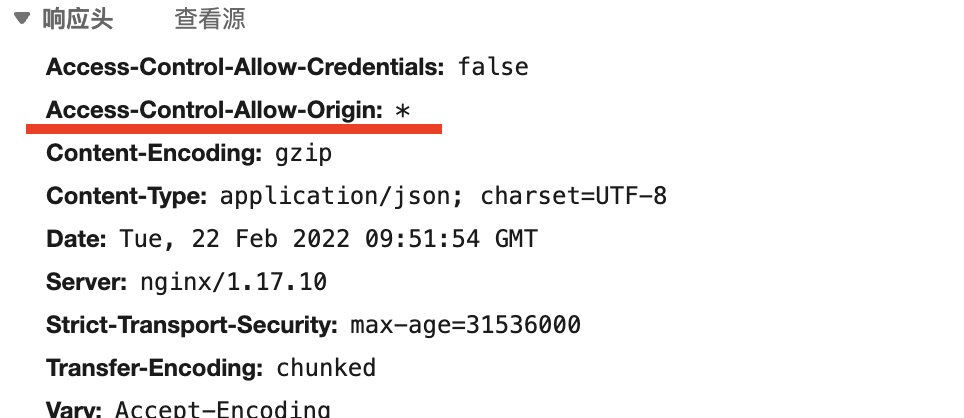 ▼ 响应头 查看源
Access-Control-Allow-Credentials: false
Access-Control-Allow-Origin: *
Content-Encoding: gzip
Content-Type: application/json; charset=UTF-8
Date: Tue, 22 Feb 2022 09:51:54 GMT
Server: nginx/1.17.10
Strict-Transport-Security: max-age=31536000
Transfer-Encoding: chunked
Vary: Accept-Encoding